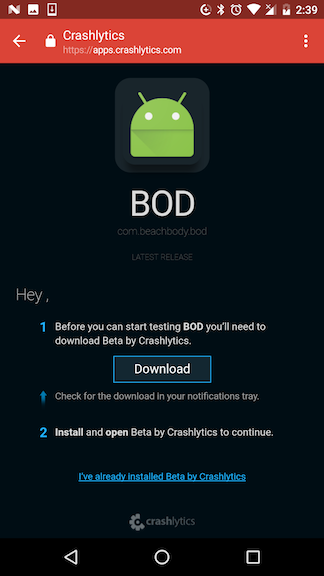 2:39
Crashlytics
https://apps.crashlytics.com
BOD
com.beachbody.bod
LATEST RELEASE
Hey ,
1 Before you can start testing BOD you'll need to
download Beta by Crashlytics.
Download
Check for the download in your notifications tray.
2 Install and open Beta by Crashlytics to continue.
I've already installed Beta by Crashlytics
crashlytics